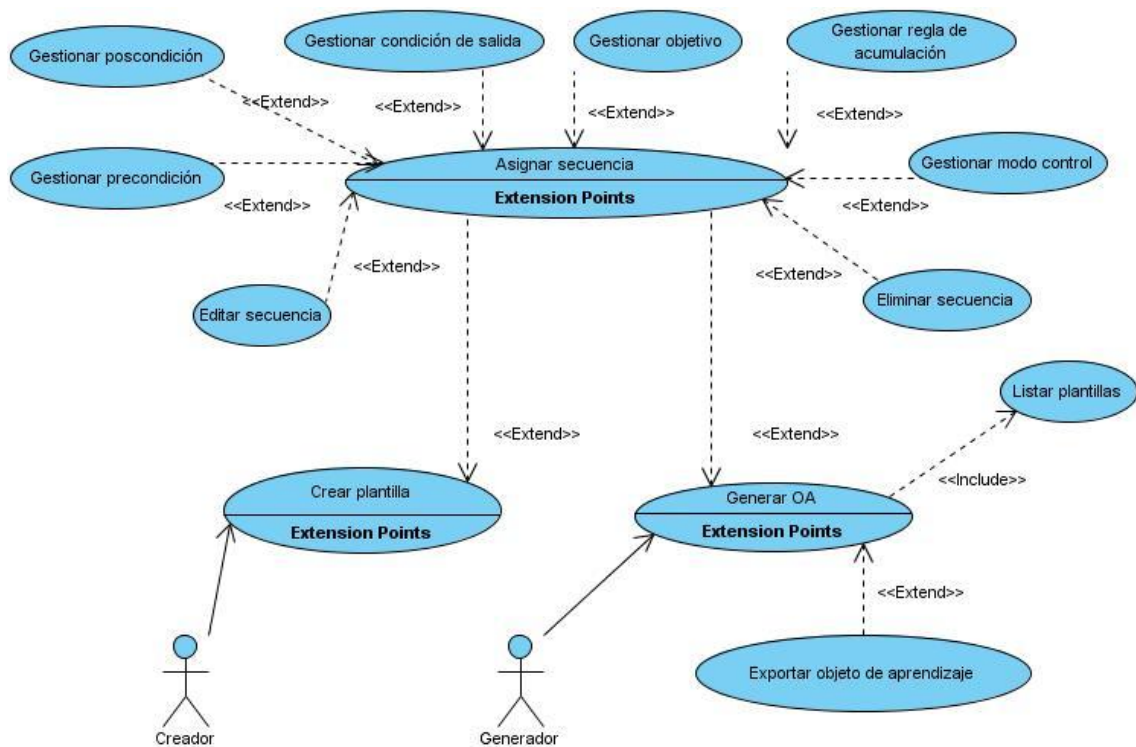 Gestionar poscondición
Gestionar condición de salida
Gestionar objetivo
Gestionar regla de
acumulación
<<Extend>>
<<Extend>>
<<Extend>>
<<Extend>>
Gestionar precondición
Asignar secuencia
Extension Points
Gestionar modo control
<<Extend>>
<<Extend>>
<<Extend>>
<<Extend>>
Editar secuencia
Eliminar secuencia
Listar plantillas
<<Extend>>
<<Extend>>
<<Include>>
Crear plantilla
Extension Points
Generar OA
Extension Points
<<Extend>>
Exportar objeto de aprendizaje
Creador
Generador